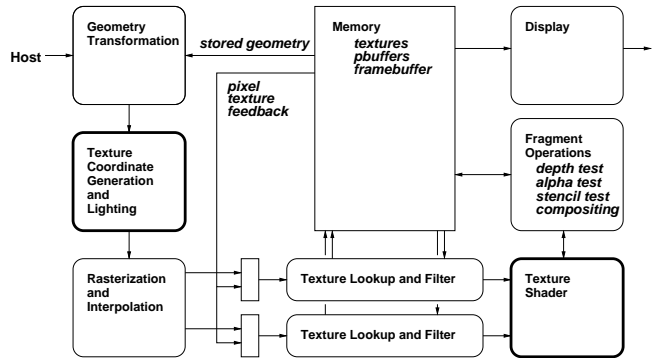 Host
Geometry
Transformation
stored geometry
Memory
textures
pbuffers
framebuffer
Display
pixel
texture
feedback
Texture
Coordinate
Generation
and
Lighting
Fragment
Operations
depth test
alpha test
stencil test
compositing
Rasterization
and
Interpolation
Texture Lookup and Filter
Texture Lookup and Filter
Texture
Shader